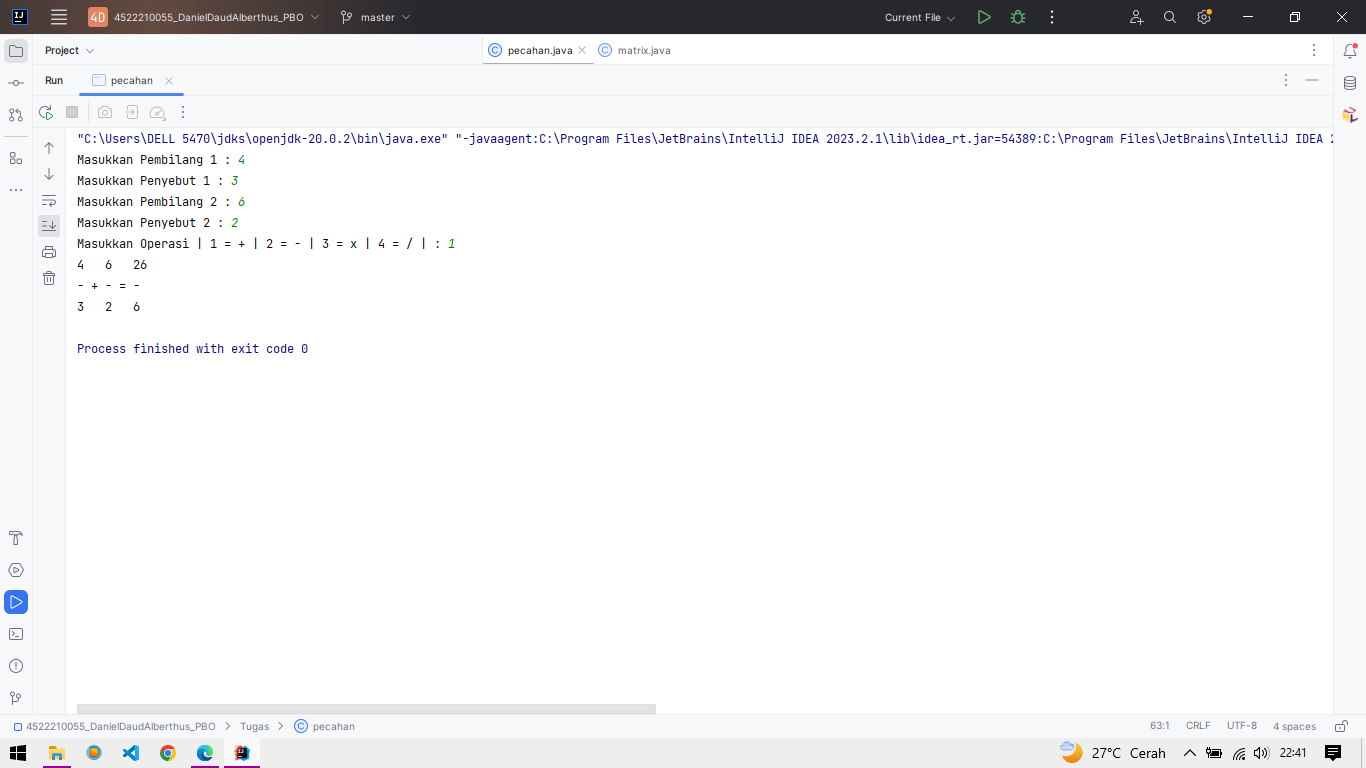 4D 4522210055_DanielDaudAlberthus_PBO master Current File
Project pecahan.java matrix.java
Run pecahan
"C:\Users\DELL 5470\jdks\openjdk-20.0.2\bin\java.exe" "-javaagent:C:\Program Files\JetBrains\IntelliJ IDEA 2023.2.1\lib\idea_rt.jar=54389:C:\Program Files\JetBrains\IntelliJ IDEA 2
Masukkan Pembilang 1 : 4
Masukkan Penyebut 1 : 3
Masukkan Pembilang 2 : 6
Masukkan Penyebut 2 : 2
Masukkan Operasi | 1 = + | 2 = - | 3 = x | 4 = / | : 1
4   6   26
- + - = -
3   2   6
Process finished with exit code 0
4522210055_DanielDaudAlberthus_PBO > Tugas > pecahan 63:1 CRLF UTF-8 4 spaces
27°C Cerah 22:41